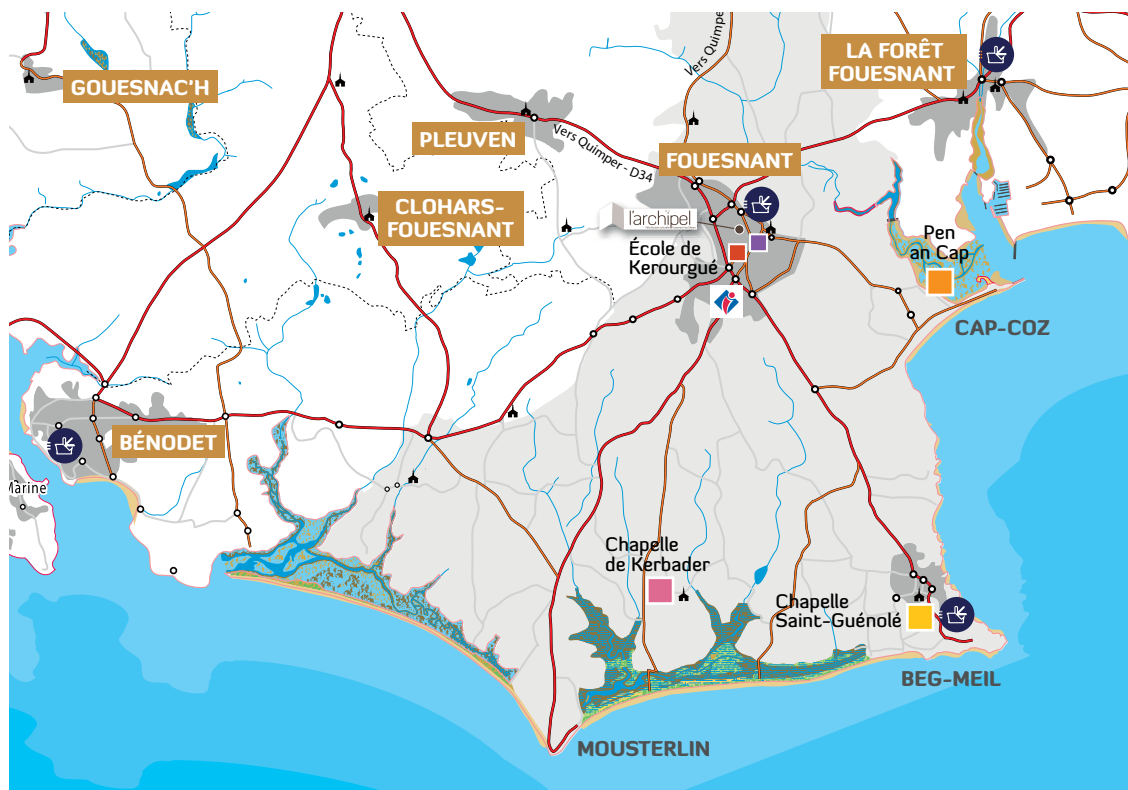 Vers Quimper
LA FORÊT
FOUESNANT
GOUESNAC'H
PLEUVEN
Vers Quimper - D34
FOUESNANT
CLOHARS-
FOUESNANT
l'archipel
École de
Kerourgué
Pen
an Cap
CAP-COZ
BÉNODET
Marine
Chapelle
de Kerbader
Chapelle
Saint-Guénolé
BEG-MEIL
MOUSTERLIN